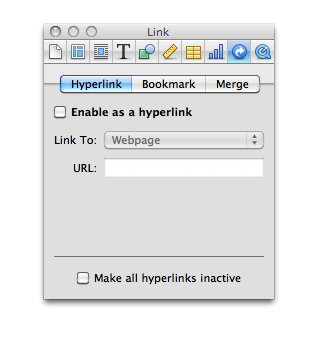 Link
T
Hyperlink Bookmark Merge
Enable as a hyperlink
Link To: Webpage
URL:
Make all hyperlinks inactive